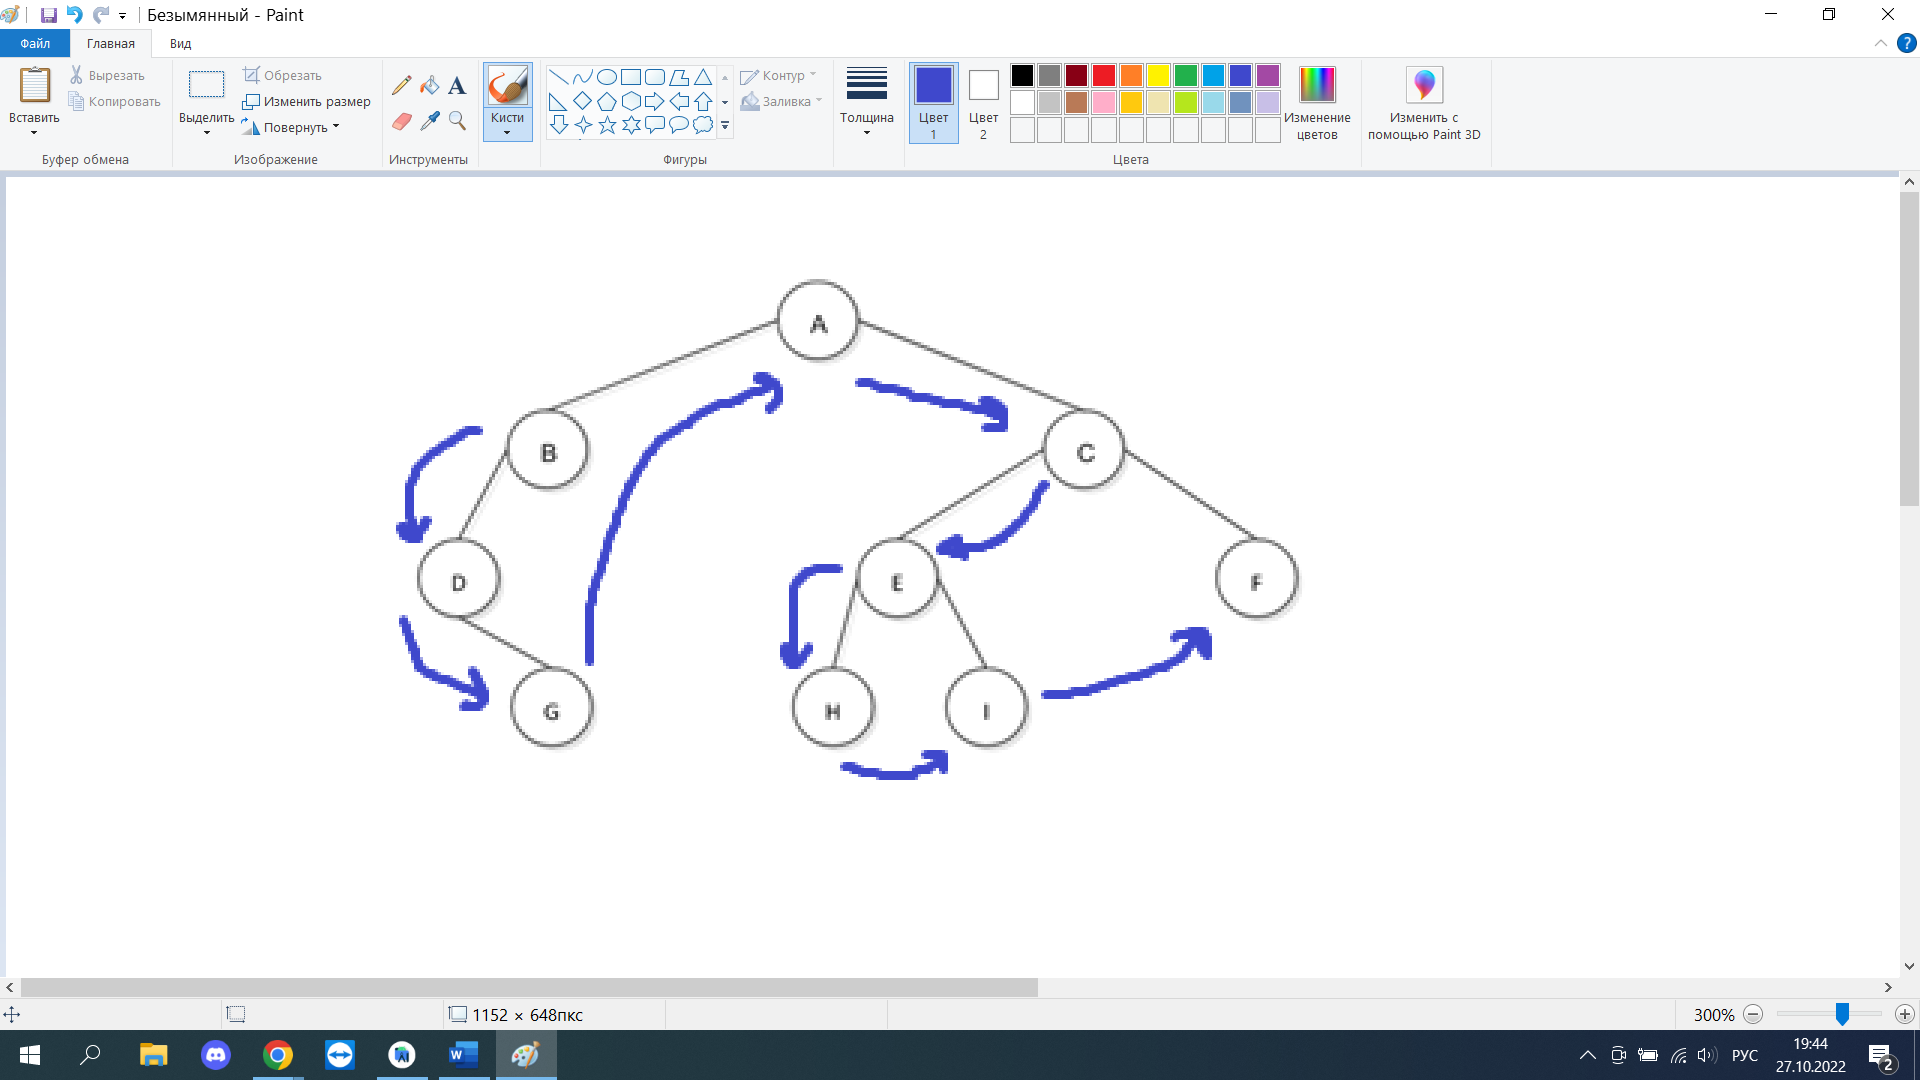 Безымянный - Paint
Файл Главная Вид
Вставить
Вырезать
Копировать
Буфер обмена
Выделить
Обрезать
Изменить размер
Повернуть
Изображение
A
Инструменты
Кисти
Фигуры
Контур
Заливка
Толщина
Цвет
1
Цвет
2
Изменение
цветов
Цвета
Изменить с
помощью Paint 3D
A
B C
D E F
G H I
1152 × 648пкс
300%
W
РУС
19:44
27.10.2022
2